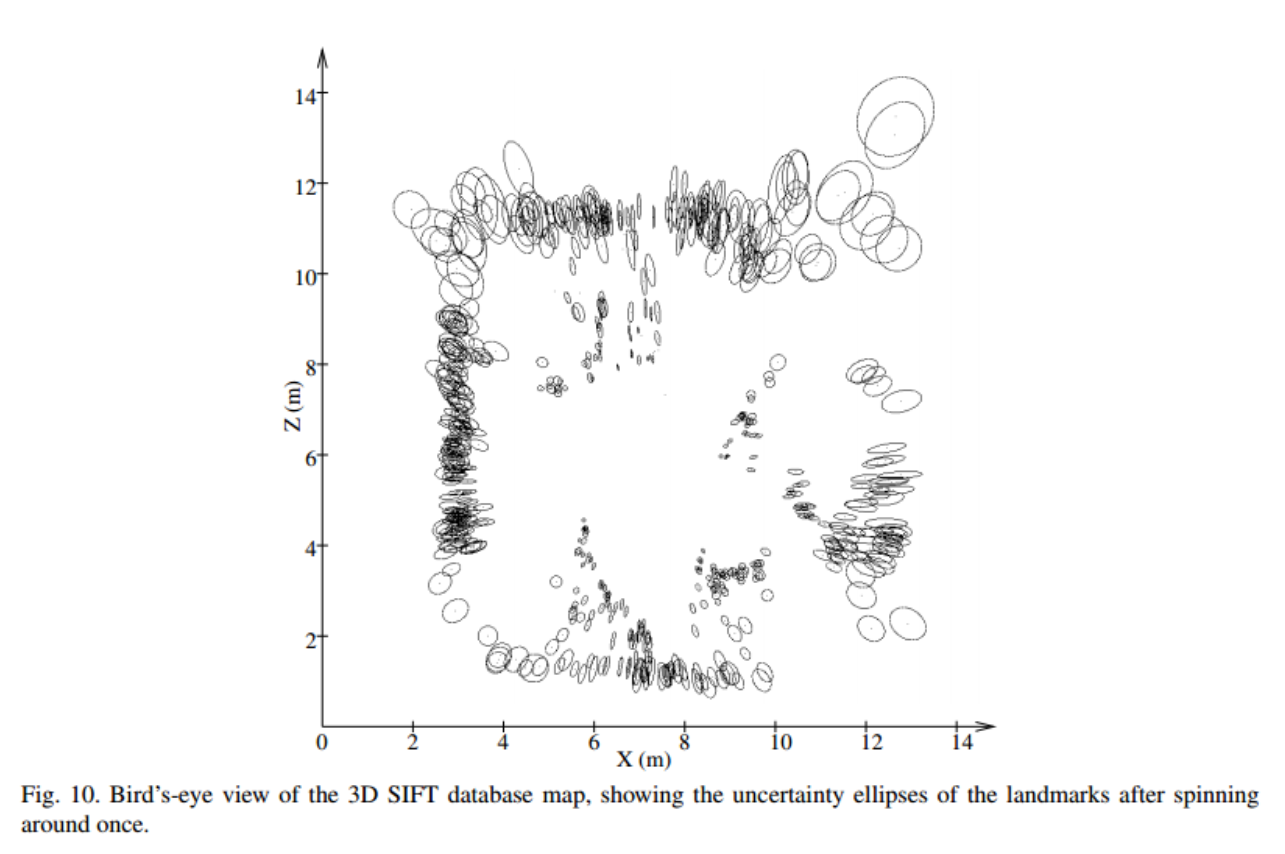 14
12
10
8
Z (m)
6
4
2
0 2 4 6 8 10 12 14
X (m)
Fig. 10. Bird's-eye view of the 3D SIFT database map, showing the uncertainty ellipses of the landmarks after spinning
around once.